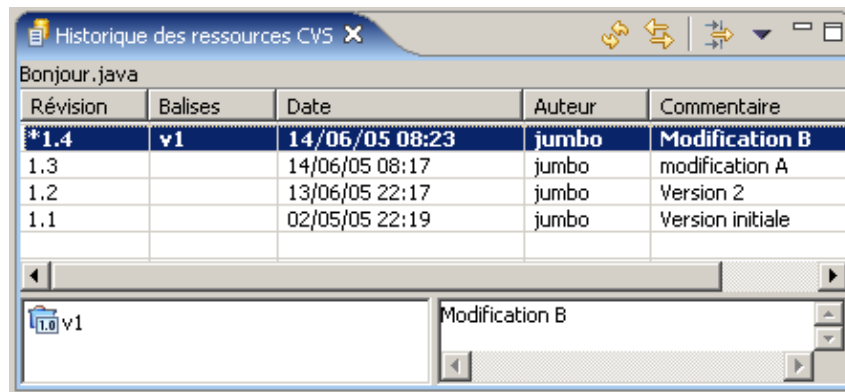 Historique des ressources CVS
Bonjour.java
Révision Balises Date Auteur Commentaire
*1.4 v1 14/06/05 08:23 jumbo Modification B
1.3 14/06/05 08:17 jumbo modification A
1.2 13/06/05 22:17 jumbo Version 2
1.1 02/05/05 22:19 jumbo Version initiale
1.0 v1 Modification B